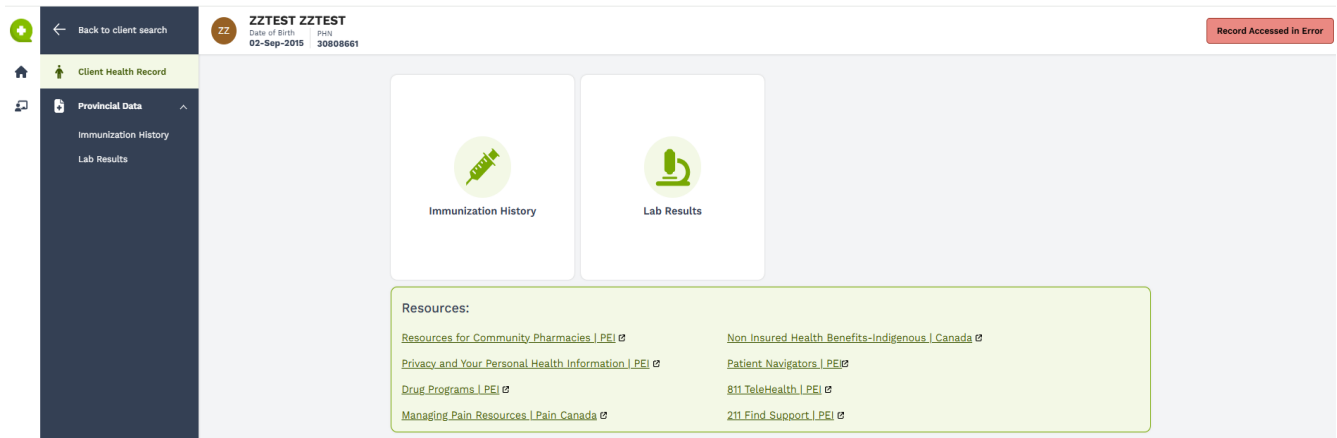 Back to client search
ZZ
ZZTEST ZZTEST
Date of Birth
PHN
02-Sep-2015
30808661
Record Accessed in Error
Client Health Record
Provincial Data
Immunization History
Lab Results
Immunization History
Lab Results
Resources:
Resources for Community Pharmacies | PEI
Non Insured Health Benefits-Indigenous | Canada
Privacy and Your Personal Health Information | PEI
Patient Navigators | PEI
Drug Programs | PEI
811 TeleHealth | PEI
Managing Pain Resources | Pain Canada
211 Find Support | PEI